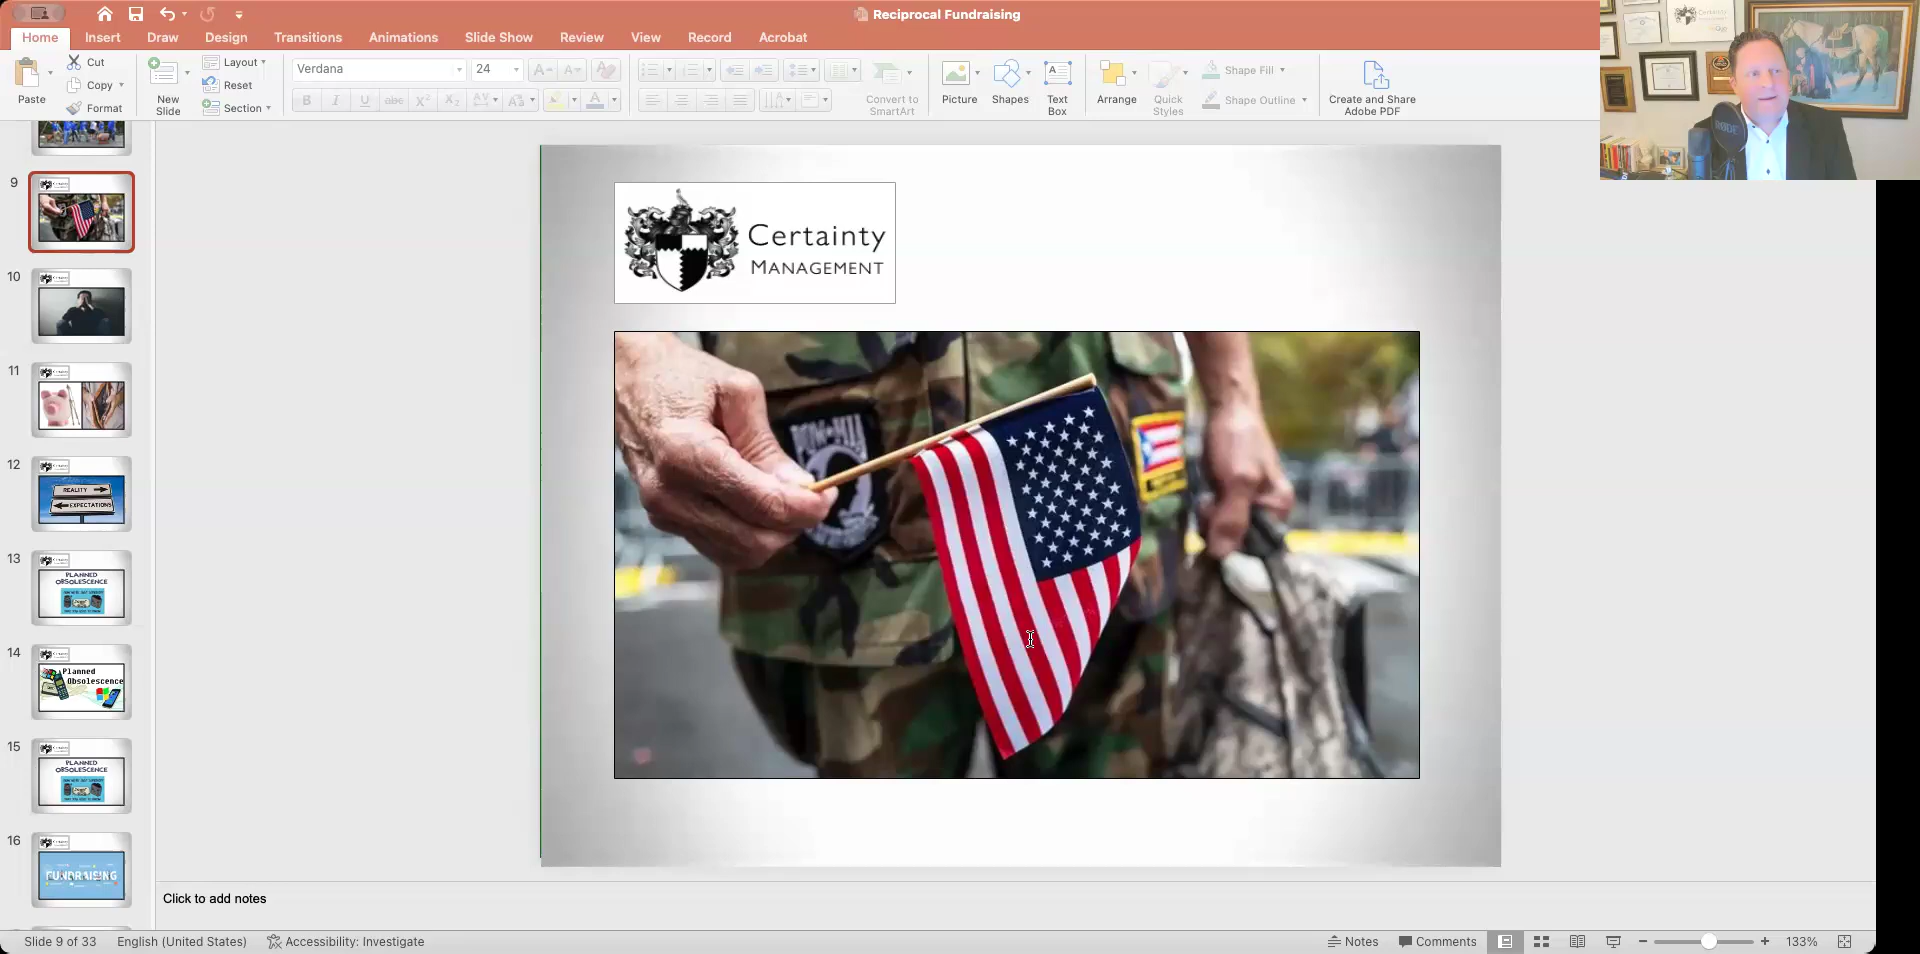 Reciprocal Fundraising
Home Insert Draw Design Transitions Animations Slide Show Review View Record Acrobat
Paste
Cut
Copy
Format
New Slide
Layout
Reset
Section
Verdana 24
Convert to SmartArt
Picture
Shapes
Text Box
Arrange
Quick Styles
Shape Fill
Shape Outline
Create and Share Adobe PDF
9
10
11
12
REALITY
EXPECTATIONS
13
PLANNED
OBSOLESCENCE
14
Planned
Obsolescence
15
PLANNED
OBSOLESCENCE
16
FUNDRAISING
Certainty
MANAGEMENT
POW★MIA
RODE
Click to add notes
Slide 9 of 33 English (United States) Accessibility: Investigate Notes Comments 133%